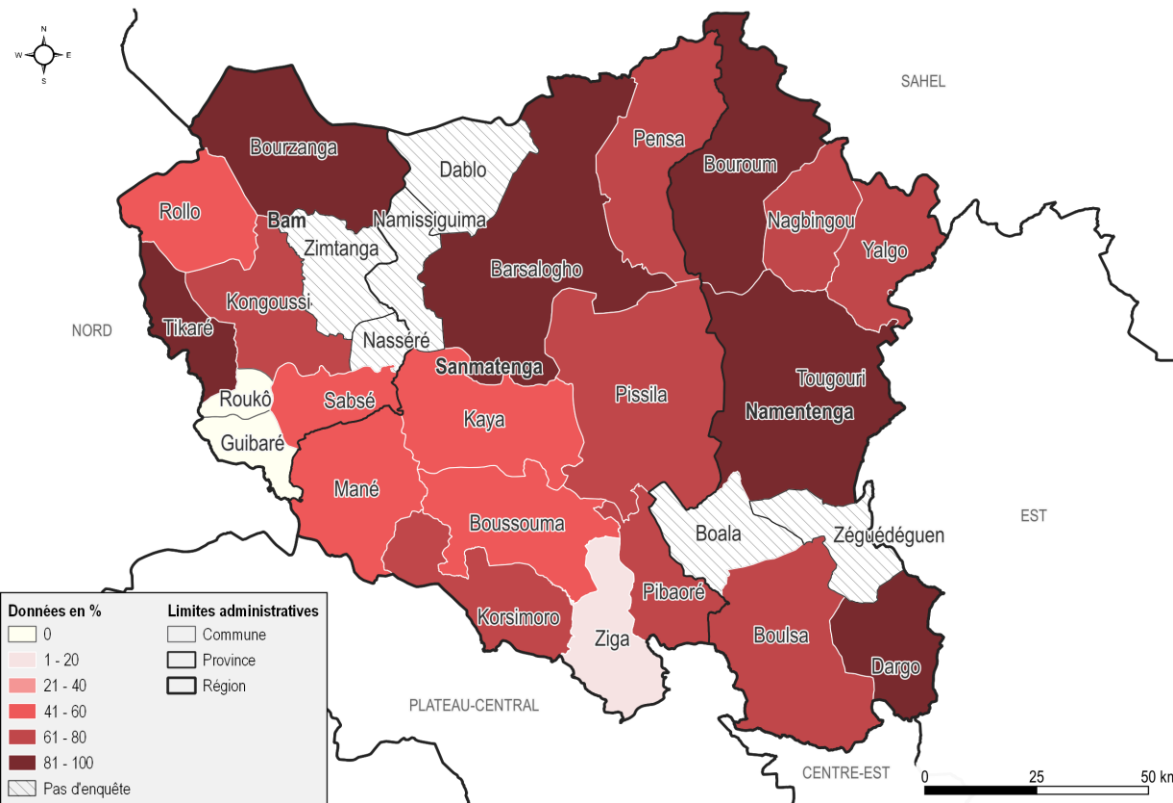 N
W E
S
SAHEL
Bourzanga
Pensa
Bouroum
Dablo
Rollo
Bam
Namissiguima
Nagbingou
Zimtanga
Yalgo
Barsalogho
Kongoussi
NORD
Tikaré
Nasséré
Sanmatenga
Tougouri
Roukô
Sabsé
Pissila
Namentenga
Kaya
Guibaré
Mané
Boussouma
EST
Boala
Zéguédéguen
Pibaoré
Korsimoro
Ziga
Boulsa
Dargo
PLATEAU-CENTRAL
CENTRE-EST
Données en %
0
1 - 20
21 - 40
41 - 60
61 - 80
81 - 100
Pas d'enquête
Limites administratives
Commune
Province
Région
0 25 50 km